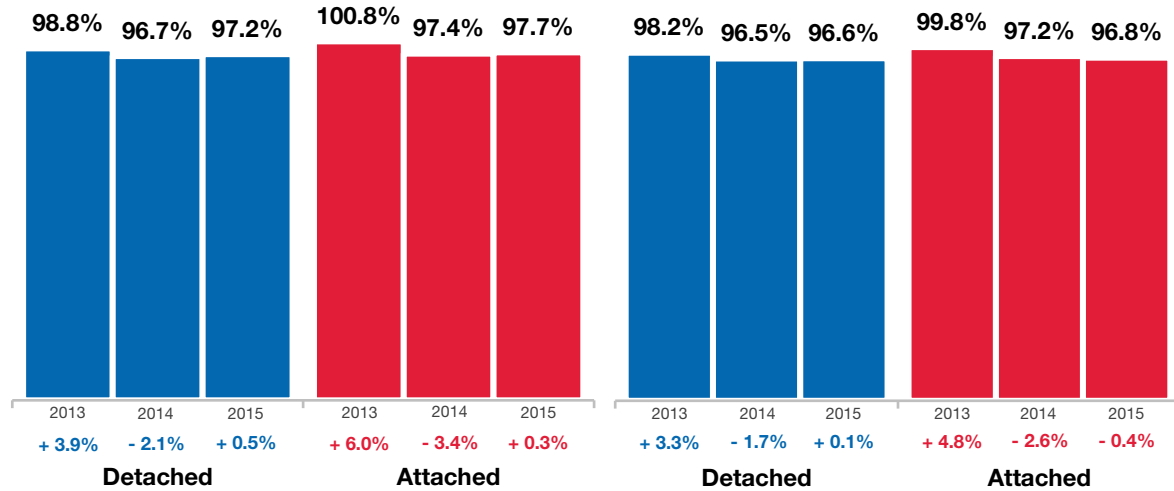 98.8% 96.7% 97.2% 100.8% 97.4% 97.7% 98.2% 96.5% 96.6% 99.8% 97.2% 96.8%
2013 2014 2015 2013 2014 2015 2013 2014 2015 2013 2014 2015
+ 3.9% - 2.1% + 0.5% + 6.0% - 3.4% + 0.3% + 3.3% - 1.7% + 0.1% + 4.8% - 2.6% - 0.4%
Detached Attached Detached Attached